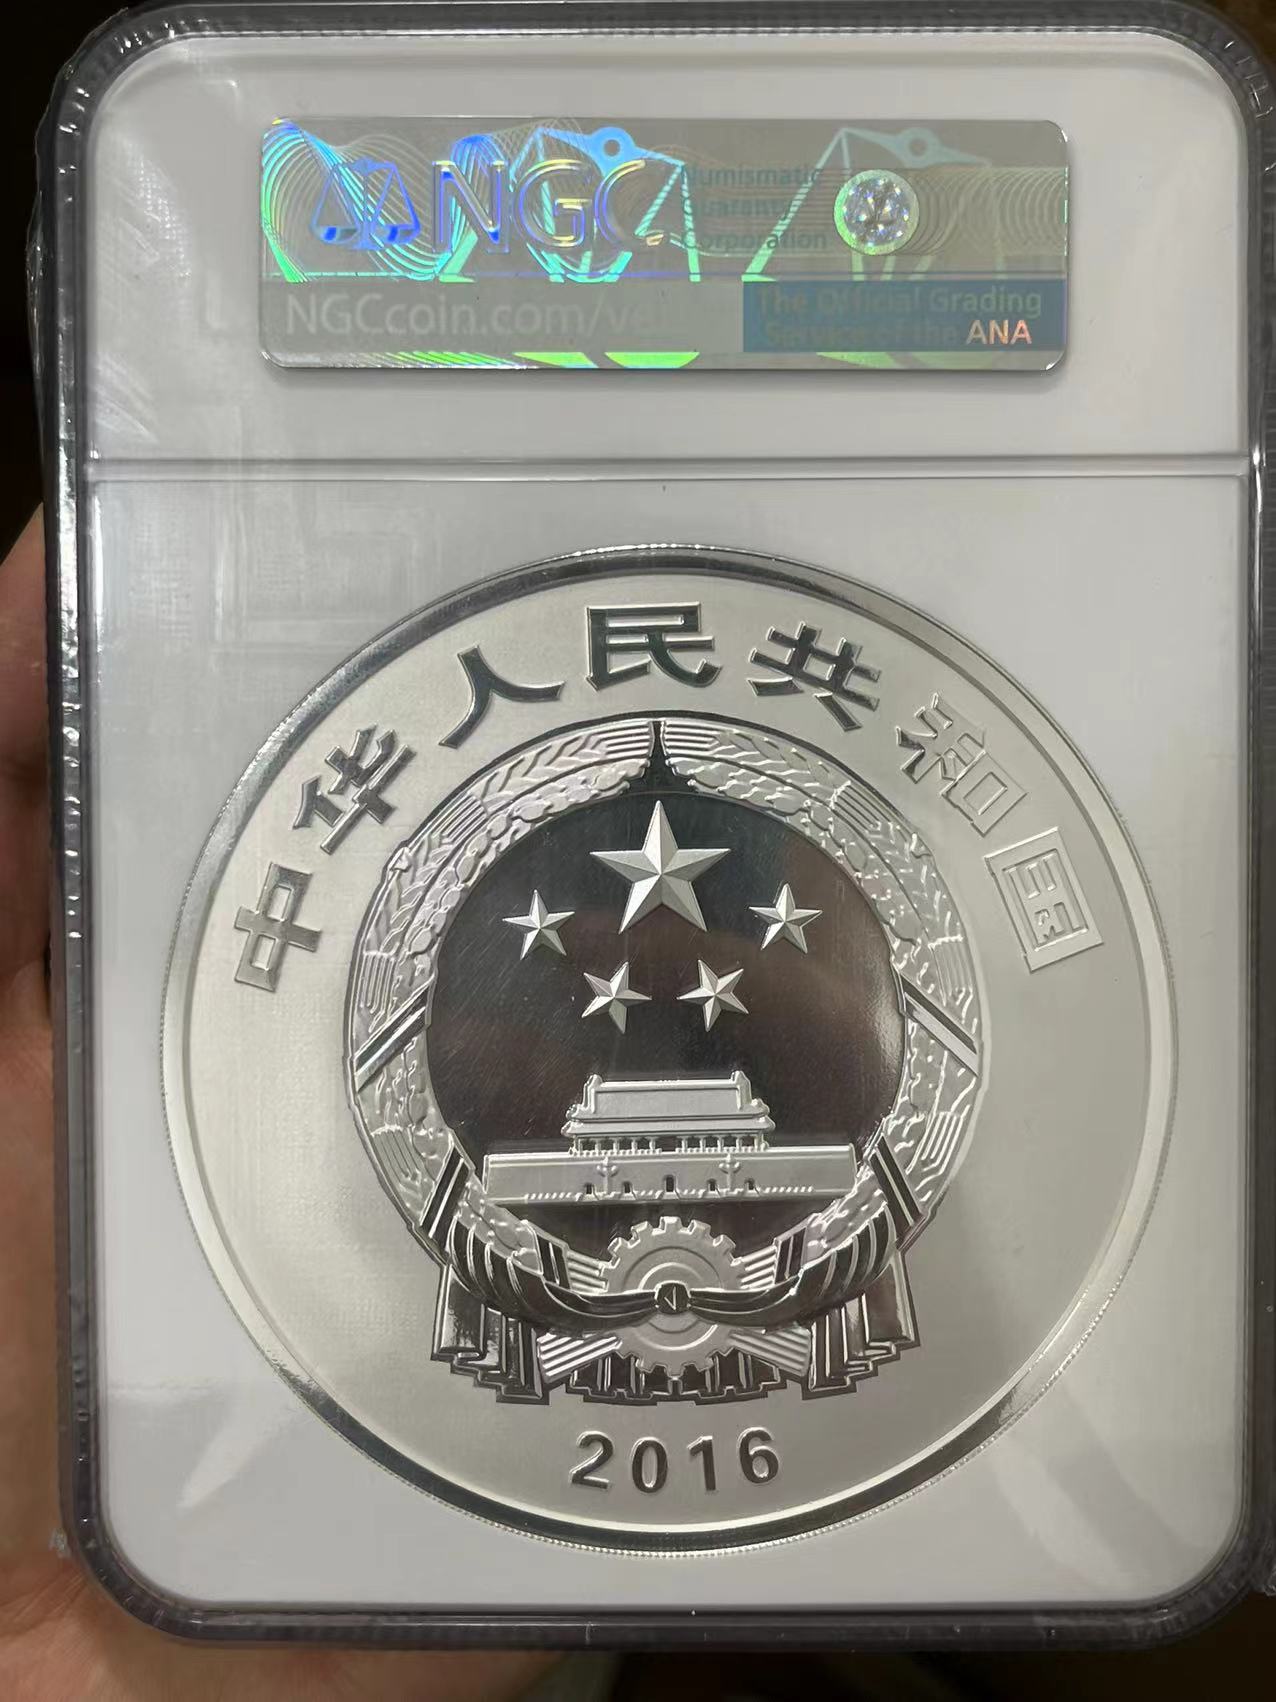 NGC
Numismatic
Guaranty
Corporation
NGCcoin.com/ve
The Official Grading
Service of the ANA
中华人民共和国
2016